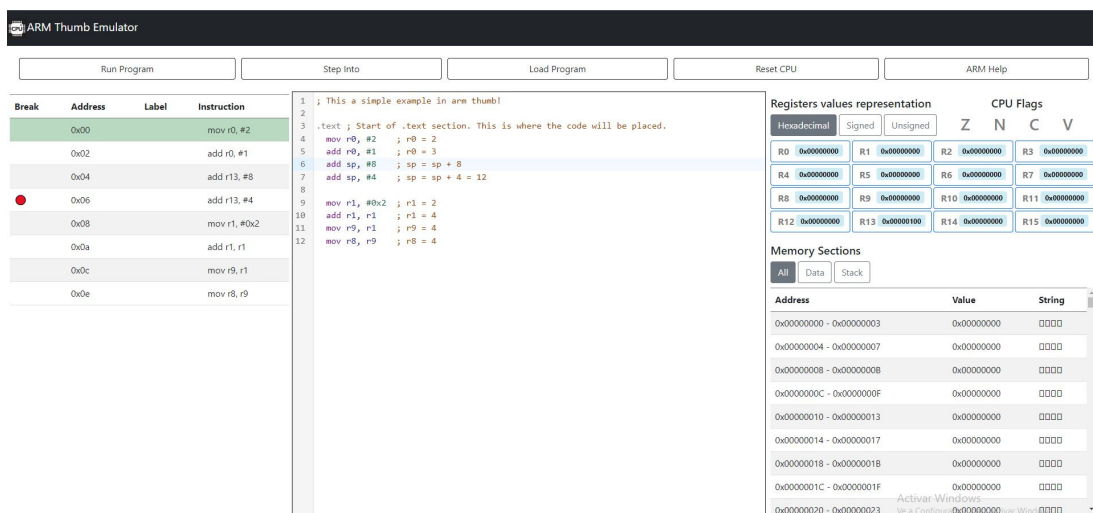 ARM Thumb Emulator
Run Program
Step Into
Load Program
Reset CPU
ARM Help
Break Address Label Instruction
0x00 mov r0, #2
0x02 add r0, #1
0x04 add r13, #8
0x06 add r13, #4
0x08 mov r1, #0x2
0x0a add r1, r1
0x0c mov r9, r1
0x0e mov r8, r9
1 ; This a simple example in arm thumb!
2
3 .text ; Start of .text section. This is where the code will be placed.
4 mov r0, #2 ; r0 = 2
5 add r0, #1 ; r0 = 3
6 add sp, #8 ; sp = sp + 8
7 add sp, #4 ; sp = sp + 4 = 12
8
9 mov r1, #0x2 ; r1 = 2
10 add r1, r1 ; r1 = 4
11 mov r9, r1 ; r9 = 4
12 mov r8, r9 ; r8 = 4
Registers values representation CPU Flags
Hexadecimal Signed Unsigned Z N C V
R0 0x00000000 R1 0x00000000 R2 0x00000000 R3 0x00000000
R4 0x00000000 R5 0x00000000 R6 0x00000000 R7 0x00000000
R8 0x00000000 R9 0x00000000 R10 0x00000000 R11 0x00000000
R12 0x00000000 R13 0x00000100 R14 0x00000000 R15 0x00000000
Memory Sections
All Data Stack
Address Value String
0x00000000 - 0x00000003 0x00000000 □□□□
0x00000004 - 0x00000007 0x00000000 □□□□
0x00000008 - 0x0000000B 0x00000000 □□□□
0x0000000C - 0x0000000F 0x00000000 □□□□
0x00000010 - 0x00000013 0x00000000 □□□□
0x00000014 - 0x00000017 0x00000000 □□□□
0x00000018 - 0x0000001B 0x00000000 □□□□
0x0000001C - 0x0000001F 0x00000000 □□□□
Activar Windows
0x00000020 - 0x00000023 0x00000000 □□□□